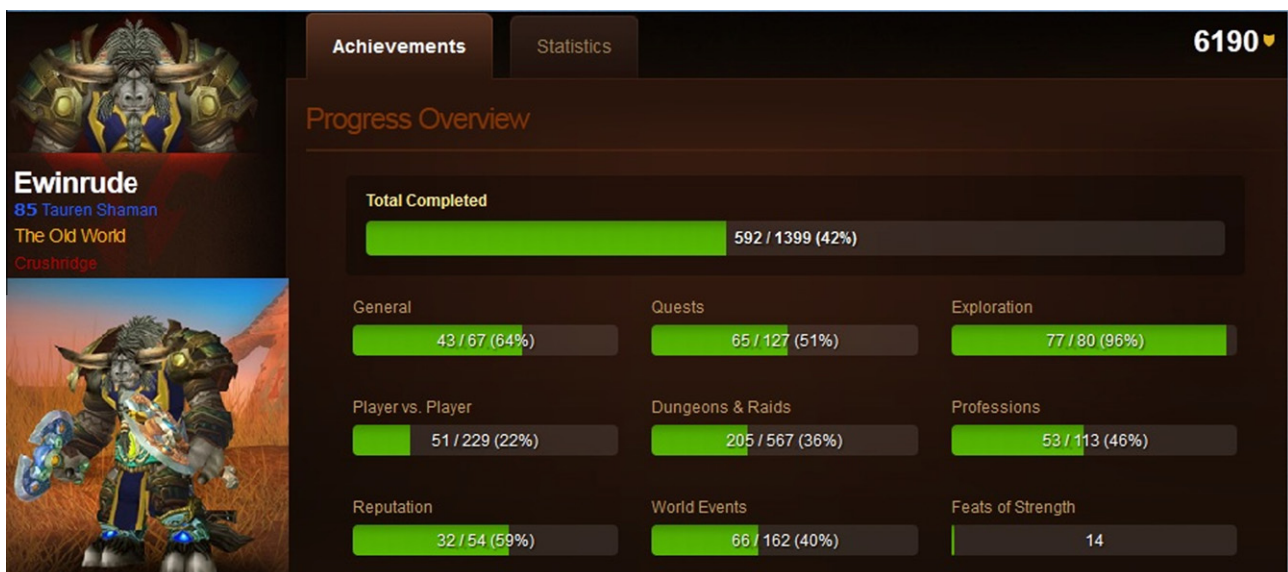 Achievements
Statistics
6190
Progress Overview
Ewinrude
85 Tauren Shaman
The Old World
Crushridge
Total Completed
592 / 1399 (42%)
General
Quests
Exploration
43 / 67 (64%)
65 / 127 (51%)
77 / 80 (96%)
Player vs. Player
Dungeons & Raids
Professions
51 / 229 (22%)
205 / 567 (36%)
53 / 113 (46%)
Reputation
World Events
Feats of Strength
32 / 54 (59%)
66 / 162 (40%)
14